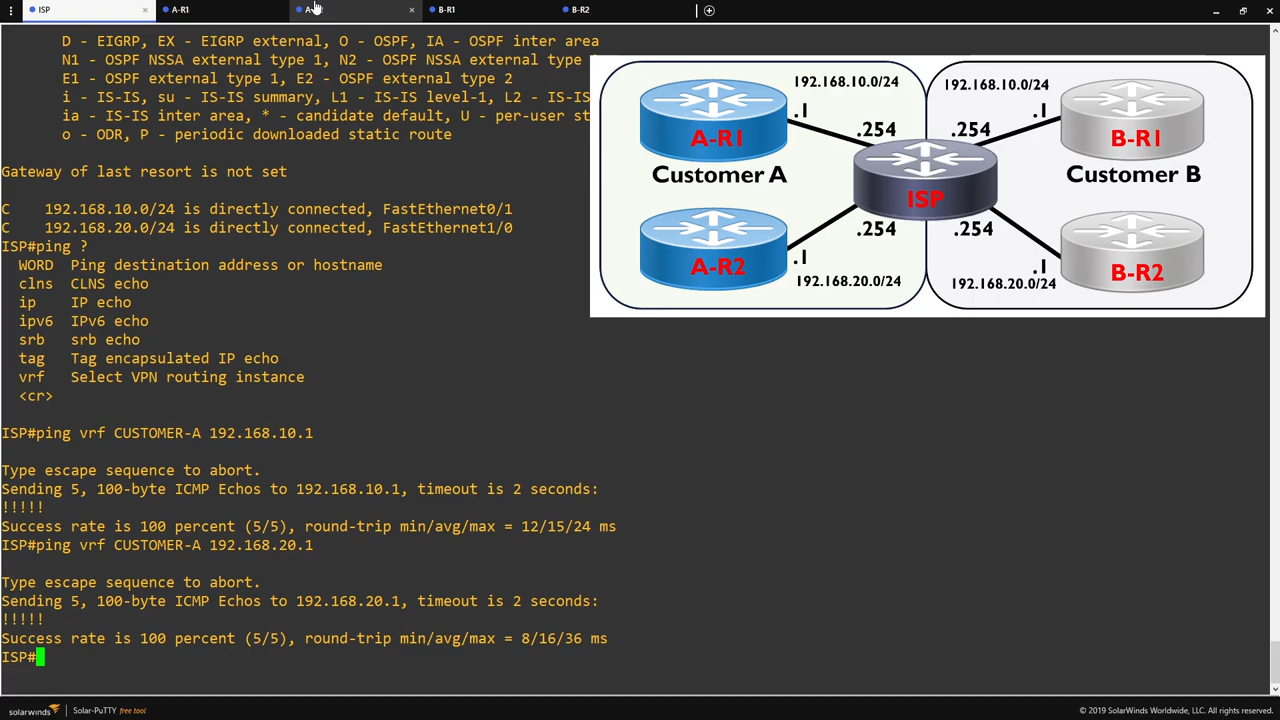 ISP
A-R1
B-R1
B-R2
D - EIGRP, EX - EIGRP external, O - OSPF, IA - OSPF inter area
N1 - OSPF NSSA external type 1, N2 - OSPF NSSA external type
E1 - OSPF external type 1, E2 - OSPF external type 2
i - IS-IS, su - IS-IS summary, L1 - IS-IS level-1, L2 - IS-IS
ia - IS-IS inter area, * - candidate default, U - per-user st
o - ODR, P - periodic downloaded static route
Gateway of last resort is not set
C 192.168.10.0/24 is directly connected, FastEthernet0/1
C 192.168.20.0/24 is directly connected, FastEthernet1/0
ISP#ping ?
WORD Ping destination address or hostname
clns CLNS echo
ip IP echo
ipv6 IPv6 echo
srb srb echo
tag Tag encapsulated IP echo
vrf Select VPN routing instance
<cr>
ISP#ping vrf CUSTOMER-A 192.168.10.1
Type escape sequence to abort.
Sending 5, 100-byte ICMP Echos to 192.168.10.1, timeout is 2 seconds:
!!!!!
Success rate is 100 percent (5/5), round-trip min/avg/max = 12/15/24 ms
ISP#ping vrf CUSTOMER-A 192.168.20.1
Type escape sequence to abort.
Sending 5, 100-byte ICMP Echos to 192.168.20.1, timeout is 2 seconds:
!!!!!
Success rate is 100 percent (5/5), round-trip min/avg/max = 8/16/36 ms
ISP#
192.168.10.0/24
192.168.10.0/24
.1
.1
.254
.254
A-R1
B-R1
Customer A
Customer B
ISP
.254
.254
A-R2
B-R2
.1
.1
192.168.20.0/24
192.168.20.0/24
solarwinds
Solar-PuTTY free tool
© 2019 SolarWinds Worldwide, LLC. All rights reserved.